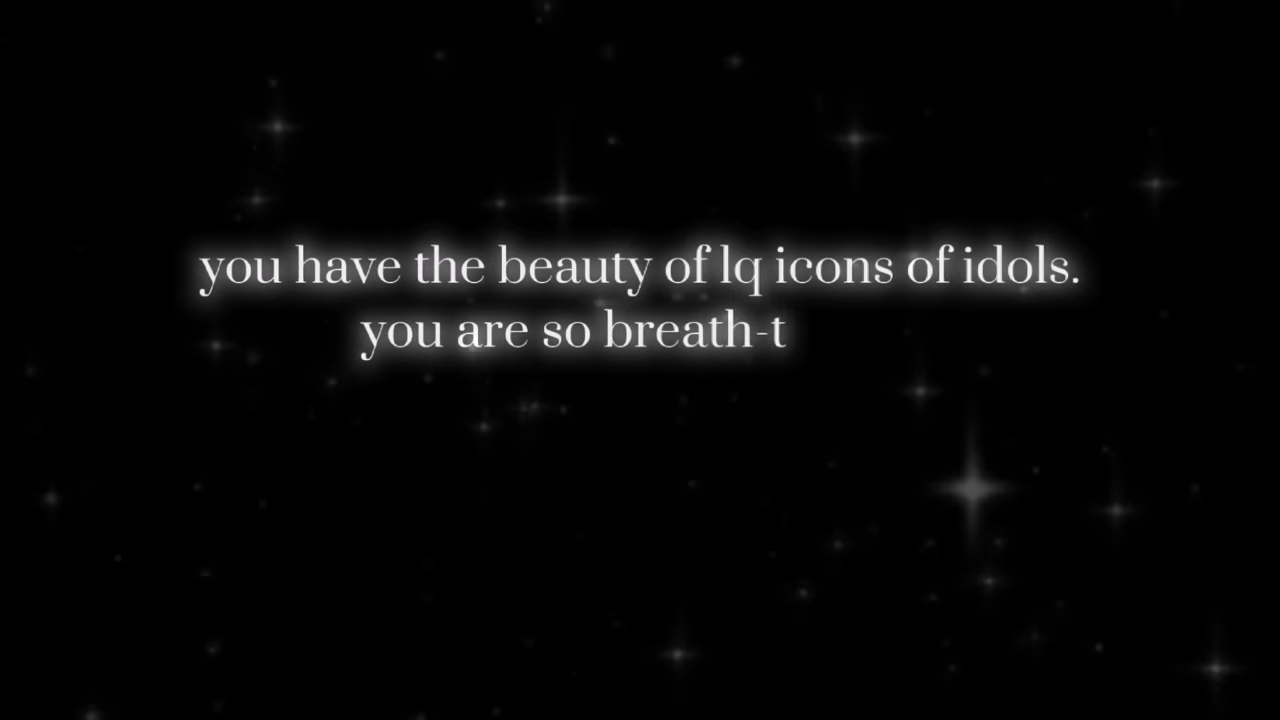 you have the beauty of lq icons of idols.
you are so breath-t